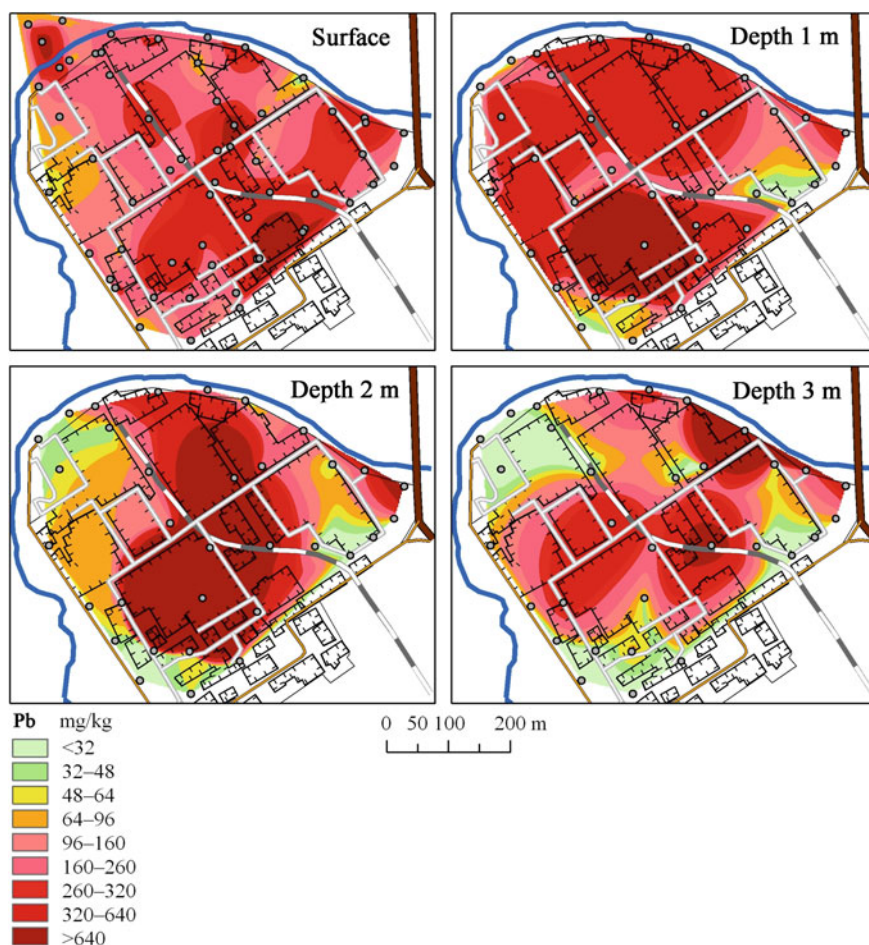 Surface
Depth 1 m
Depth 2 m
Depth 3 m
Pb mg/kg
<32
32–48
48–64
64–96
96–160
160–260
260–320
320–640
>640
0 50 100 200 m